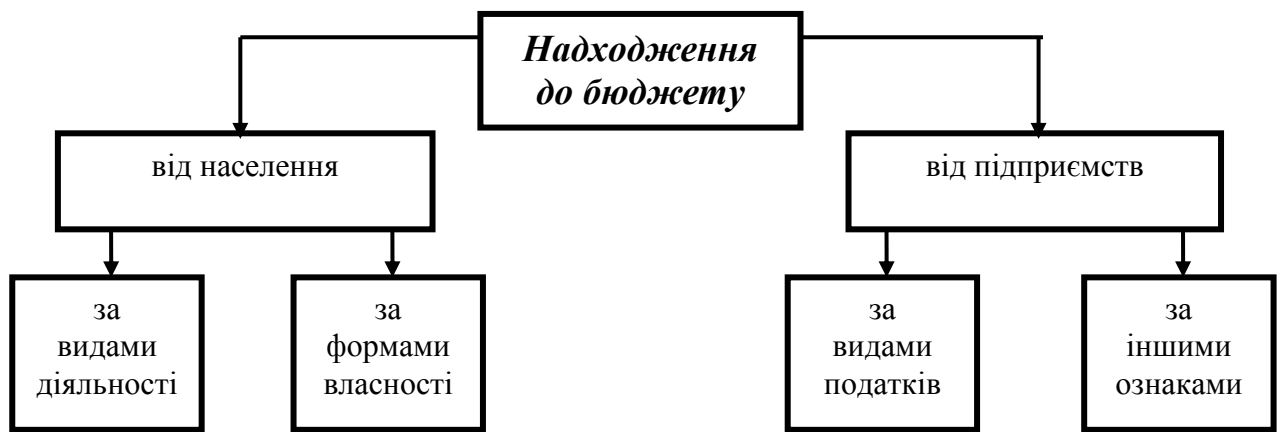 Надходження
до бюджету
від населення
від підприємств
за
видами
діяльності
за
формами
власності
за
видами
податків
за
іншими
ознаками